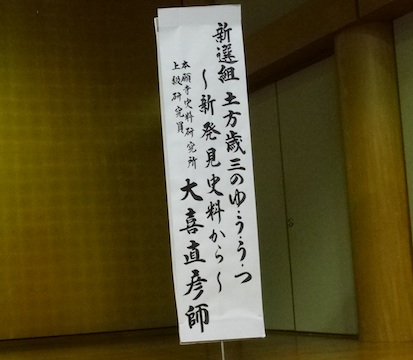 新選組 土方歳三のゆ・う・う・つ
～新発見史料から～
本願寺史料研究所
上級研究員
大喜直彦師